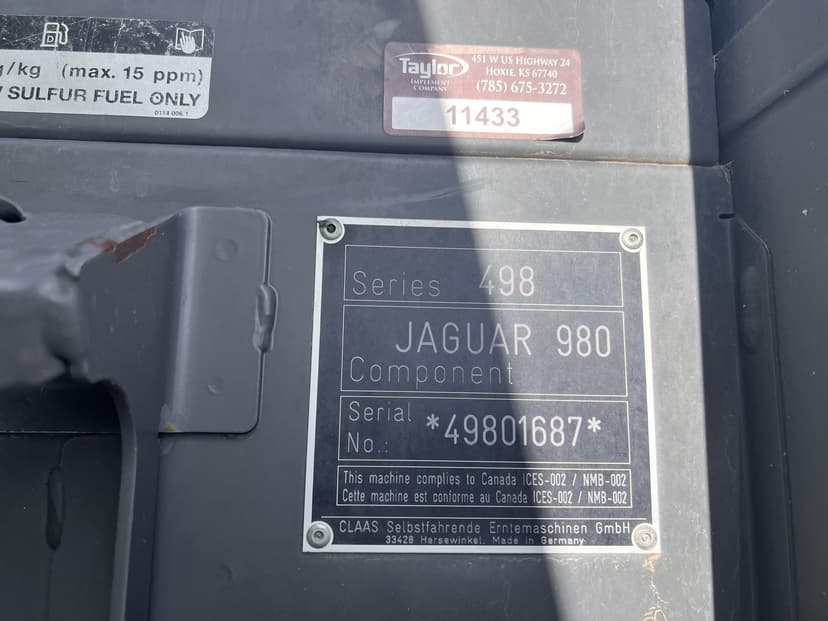 g/kg (max. 15 ppm)
SULFUR FUEL ONLY
0114 006.1
Taylor
IMPLEMENT
COMPANY
451 W US HIGHWAY 24
HOXIE, KS 67740
(785) 675-3272
11433
Series 498
JAGUAR 980
Component
Serial
No.: *49801687*
This machine complies to Canada ICES-002 / NMB-002
Cette machine est conforme au Canada ICES-002 / NMB-002
CLAAS Selbstfahrende Erntemaschinen GmbH
33428 Harsewinkel, Made in Germany